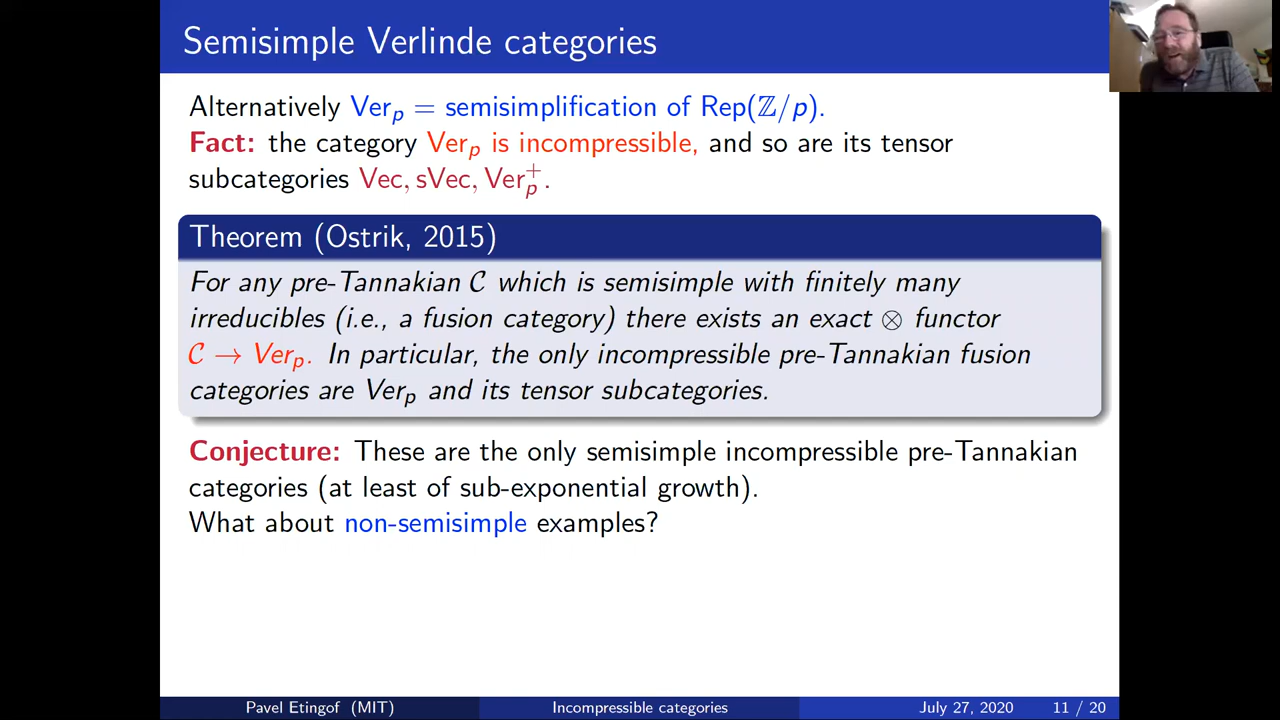 Semisimple Verlinde categories
Alternatively Ver_p = semisimplification of Rep(ℤ/p).
Fact: the category Ver_p is incompressible, and so are its tensor
subcategories Vec, sVec, Ver_p^+.
Theorem (Ostrik, 2015)
For any pre-Tannakian 𝒞 which is semisimple with finitely many
irreducibles (i.e., a fusion category) there exists an exact ⊗ functor
𝒞 → Ver_p. In particular, the only incompressible pre-Tannakian fusion
categories are Ver_p and its tensor subcategories.
Conjecture: These are the only semisimple incompressible pre-Tannakian
categories (at least of sub-exponential growth).
What about non-semisimple examples?
Pavel Etingof (MIT) Incompressible categories July 27, 2020 11 / 20